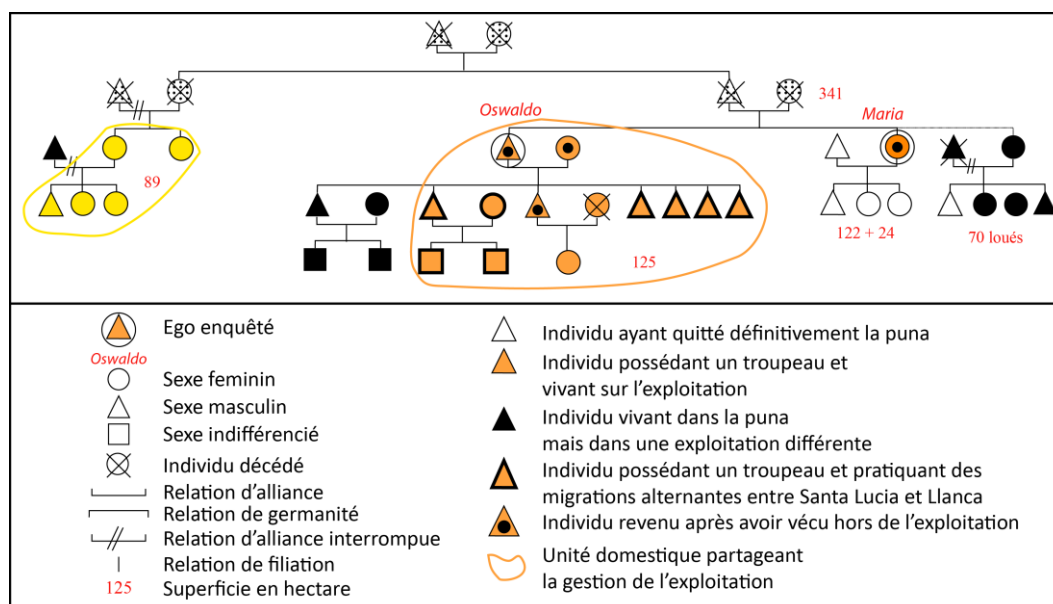 341
Oswaldo
Maria
89
122 + 24
70 loués
125
Ego enquêté
Oswaldo
Sexe feminin
Sexe masculin
Sexe indifférencié
Individu décédé
Relation d'alliance
Relation de germanité
Relation d'alliance interrompue
Relation de filiation
125 Superficie en hectare
Individu ayant quitté définitivement la puna
Individu possédant un troupeau et
vivant sur l'exploitation
Individu vivant dans la puna
mais dans une exploitation différente
Individu possédant un troupeau et pratiquant des
migrations alternantes entre Santa Lucia et Llanca
Individu revenu après avoir vécu hors de l'exploitation
Unité domestique partageant
la gestion de l'exploitation